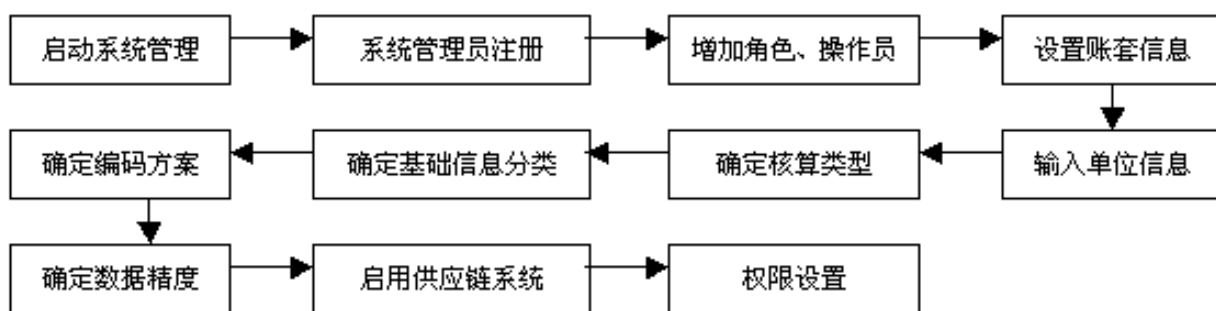 启动系统管理
系统管理员注册
增加角色、操作员
设置账套信息
输入单位信息
确定核算类型
确定基础信息分类
确定编码方案
确定数据精度
启用供应链系统
权限设置